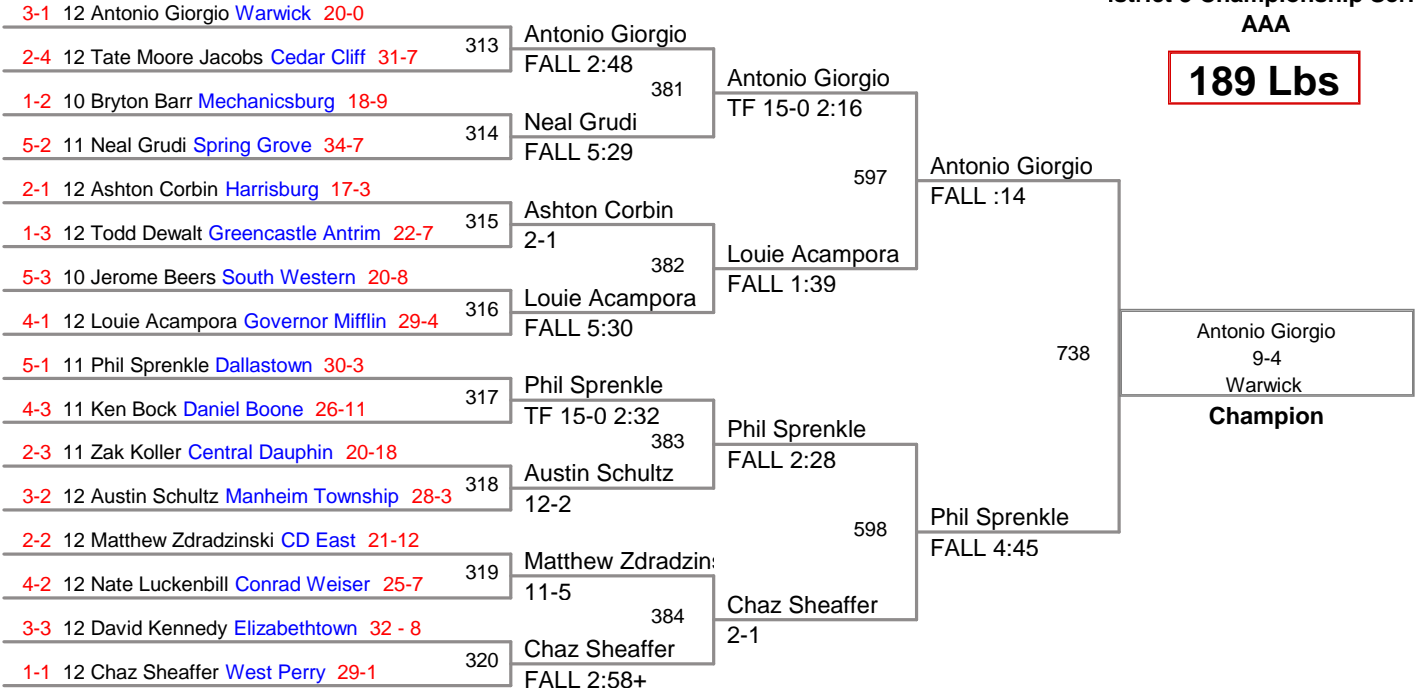 3-1 12 Antonio Giorgio Warwick 20-0
2-4 12 Tate Moore Jacobs Cedar Cliff 31-7
1-2 10 Bryton Barr Mechanicsburg 18-9
5-2 11 Neal Grudi Spring Grove 34-7
2-1 12 Ashton Corbin Harrisburg 17-3
1-3 12 Todd Dewalt Greencastle Antrim 22-7
5-3 10 Jerome Beers South Western 20-8
4-1 12 Louie Acampora Governor Mifflin 29-4
5-1 11 Phil Sprenkle Dallastown 30-3
4-3 11 Ken Bock Daniel Boone 26-11
2-3 11 Zak Koller Central Dauphin 20-18
3-2 12 Austin Schultz Manheim Township 28-3
2-2 12 Matthew Zdradzinski CD East 21-12
4-2 12 Nate Luckenbill Conrad Weiser 25-7
3-3 12 David Kennedy Elizabethtown 32 - 8
1-1 12 Chaz Sheaffer West Perry 29-1
313
314
315
316
317
318
319
320
Antonio Giorgio
FALL 2:48
Neal Grudi
FALL 5:29
Ashton Corbin
2-1
Louie Acampora
FALL 5:30
Phil Sprenkle
TF 15-0 2:32
Austin Schultz
12-2
Matthew Zdradzin
11-5
Chaz Sheaffer
FALL 2:58+
381
382
383
384
Antonio Giorgio
TF 15-0 2:16
Louie Acampora
FALL 1:39
Phil Sprenkle
FALL 2:28
Chaz Sheaffer
2-1
597
598
Antonio Giorgio
FALL :14
Phil Sprenkle
FALL 4:45
738
Championship
AAA
189 Lbs
Antonio Giorgio
9-4
Warwick
Champion